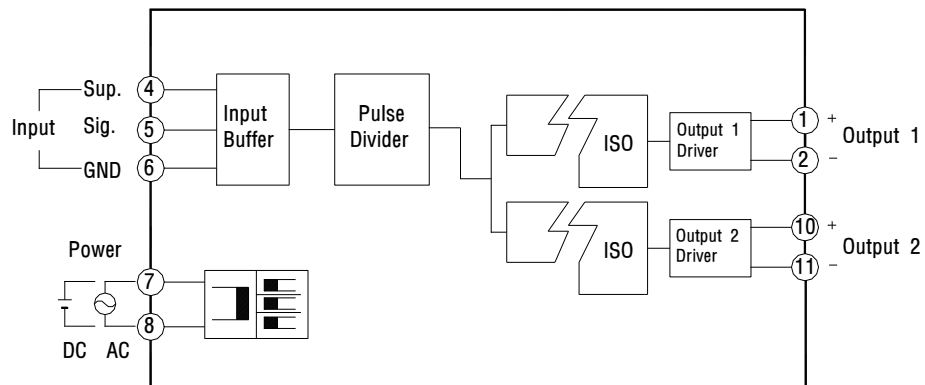 Input
Sup.
Sig.
GND
4
5
6
Input
Buffer
Pulse
Divider
ISO
Output 1
Driver
1
+
2
−
Output 1
ISO
Output 2
Driver
10
+
11
−
Output 2
Power
7
8
DC
AC